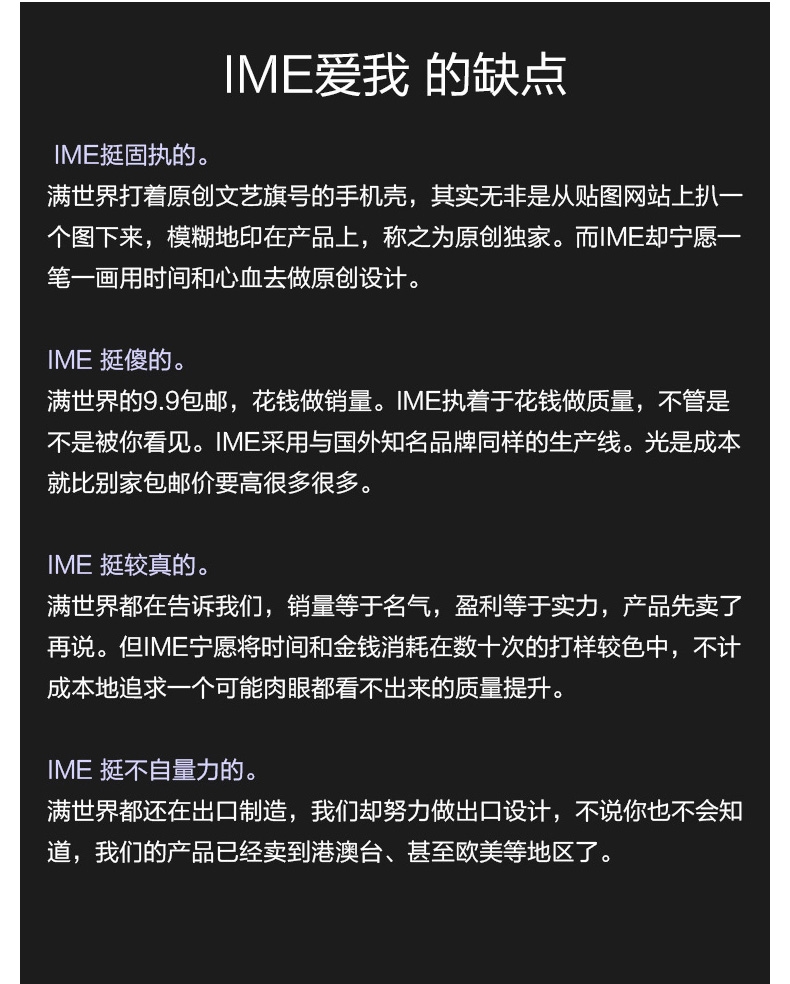 IME爱我 的缺点
IME挺固执的。
满世界打着原创文艺旗号的手机壳，其实无非是从贴图网站上扒一
个图下来，模糊地印在产品上，称之为原创独家。而IME却宁愿一
笔一画用时间和心血去做原创设计。
IME 挺傻的。
满世界的9.9包邮，花钱做销量。IME执着于花钱做质量，不管是
不是被你看见。IME采用与国外知名品牌同样的生产线。光是成本
就比别家包邮价要高很多很多。
IME 挺较真的。
满世界都在告诉我们，销量等于名气，盈利等于实力，产品先卖了
再说。但IME宁愿将时间和金钱消耗在数十次的打样较色中，不计
成本地追求一个可能肉眼都看不出来的质量提升。
IME 挺不自量力的。
满世界都还在出口制造，我们却努力做出口设计，不说你也不会知
道，我们的产品已经卖到港澳台、甚至欧美等地区了。